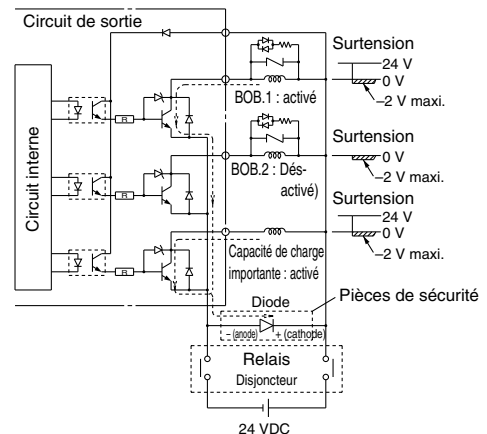 Circuit de sortie
Circuit interne
R
R
R
BOB.1 : activé
Surtension
24 V
0 V
–2 V maxi.
BOB.2 : Dés-
activé)
Surtension
0 V
–2 V maxi.
Surtension
24 V
0 V
–2 V maxi.
Capacité de charge
importante : activé
Diode
Pièces de sécurité
– (anode)
+ (cathode)
Relais
Disjoncteur
24 VDC